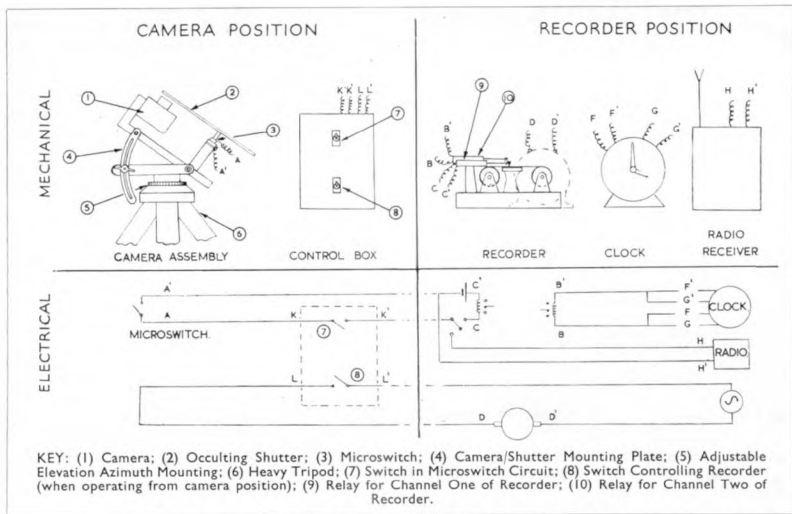 CAMERA POSITION
RECORDER POSITION
MECHANICAL
1
2
3
4
5
6
A
A'
CAMERA ASSEMBLY
K K' L L'
7
8
CONTROL BOX
9
10
B'
B
C
C'
D D'
RECORDER
F F' G G'
CLOCK
H H'
RADIO
RECEIVER
ELECTRICAL
A'
A
MICROSWITCH.
K K'
7
L L'
8
C'
C
B'
B
F'
G'
F
G
CLOCK
H
H'
RADIO
D D'
KEY: (1) Camera; (2) Occulting Shutter; (3) Microswitch; (4) Camera/Shutter Mounting Plate; (5) Adjustable
Elevation Azimuth Mounting; (6) Heavy Tripod; (7) Switch in Microswitch Circuit; (8) Switch Controlling Recorder
(when operating from camera position); (9) Relay for Channel One of Recorder; (10) Relay for Channel Two of
Recorder.